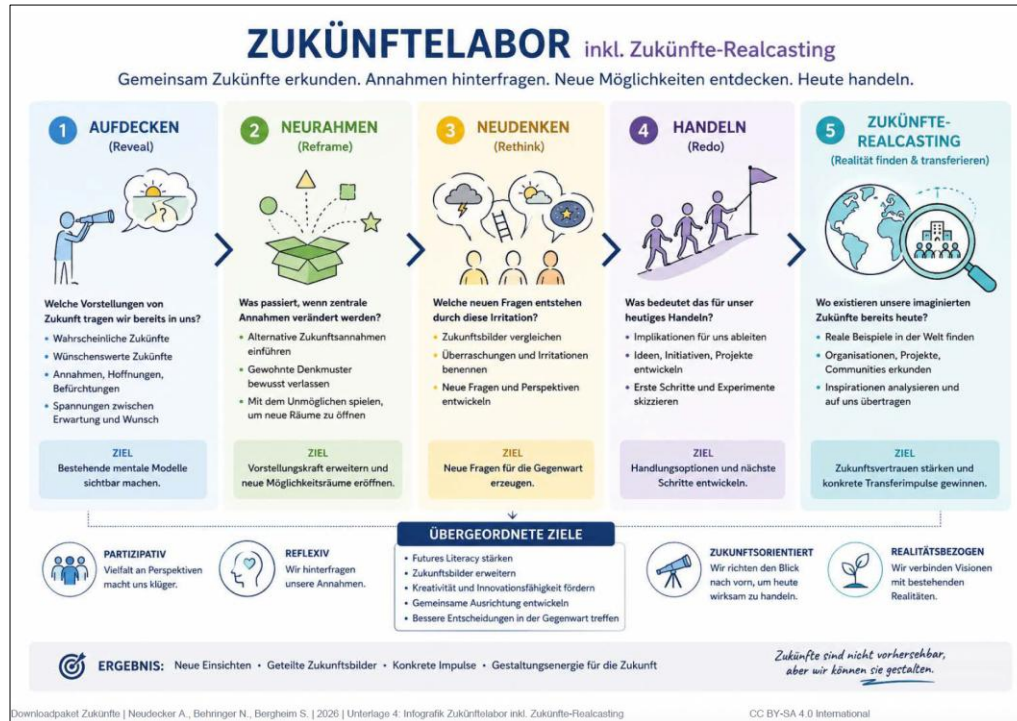 ZUKÜNFTELABOR inkl. Zukünfte-Realcasting
Gemeinsam Zukünfte erkunden. Annahmen hinterfragen. Neue Möglichkeiten entdecken. Heute handeln.
1 AUFDECKEN
(Reveal)
Welche Vorstellungen von
Zukunft tragen wir bereits in uns?
• Wahrscheinliche Zukünfte
• Wünschenswerte Zukünfte
• Annahmen, Hoffnungen,
Befürchtungen
• Spannungen zwischen
Erwartung und Wunsch
ZIEL
Bestehende mentale Modelle
sichtbar machen.
2 NEURAHMEN
(Reframe)
Was passiert, wenn zentrale
Annahmen verändert werden?
• Alternative Zukunftsannahmen
einführen
• Gewohnte Denkmuster
bewusst verlassen
• Mit dem Unmöglichen spielen,
um neue Räume zu öffnen
ZIEL
Vorstellungskraft erweitern und
neue Möglichkeitsräume eröffnen.
3 NEUDENKEN
(Rethink)
Welche neuen Fragen entstehen
durch diese Irritation?
• Zukunftsbilder vergleichen
• Überraschungen und Irritationen
benennen
• Neue Fragen und Perspektiven
entwickeln
ZIEL
Neue Fragen für die Gegenwart
erzeugen.
4 HANDELN
(Redo)
Was bedeutet das für unser
heutiges Handeln?
• Implikationen für uns ableiten
• Ideen, Initiativen, Projekte
entwickeln
• Erste Schritte und Experimente
skizzieren
ZIEL
Handlungsoptionen und nächste
Schritte entwickeln.
5 ZUKÜNFTE-
REALCASTING
(Realität finden & transferieren)
Wo existieren unsere imaginierten
Zukünfte bereits heute?
• Reale Beispiele in der Welt finden
• Organisationen, Projekte,
Communities erkunden
• Inspirationen analysieren und
auf uns übertragen
ZIEL
Zukunftsvertrauen stärken und
konkrete Transferimpulse gewinnen.
PARTIZIPATIV
Vielfalt an Perspektiven
macht uns klüger.
REFLEXIV
Wir hinterfragen
unsere Annahmen.
ÜBERGEORDNETE ZIELE
• Futures Literacy stärken
• Zukunftsbilder erweitern
• Kreativität und Innovationsfähigkeit fördern
• Gemeinsame Ausrichtung entwickeln
• Bessere Entscheidungen in der Gegenwart treffen
ZUKUNFTSORIENTIERT
Wir richten den Blick
nach vorn, um heute
wirksam zu handeln.
REALITÄTSBEZOGEN
Wir verbinden Visionen
mit bestehenden
Realitäten.
ERGEBNIS: Neue Einsichten • Geteilte Zukunftsbilder • Konkrete Impulse • Gestaltungsenergie für die Zukunft
Zukünfte sind nicht vorhersehbar,
aber wir können sie gestalten.
Downloadpaket Zukünfte | Neudecker A., Behringer N., Bergheim S. | 2026 | Unterlage 4: Infografik Zukünftelabor inkl. Zukünfte-Realcasting
CC BY-SA 4.0 International